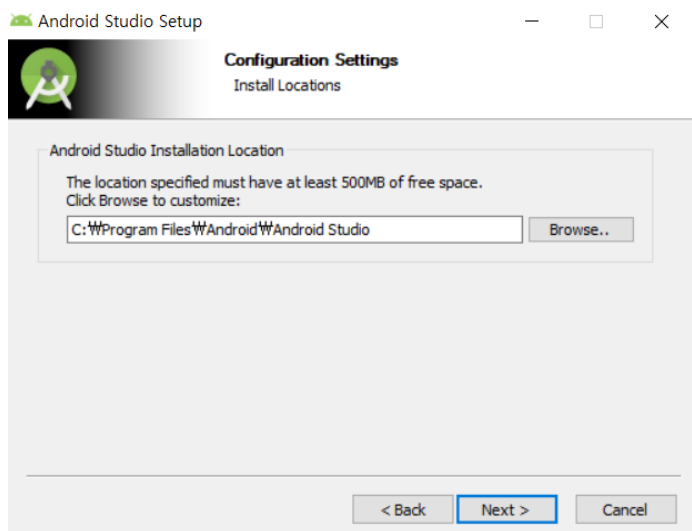 Android Studio Setup
Configuration Settings
Install Locations
Android Studio Installation Location
The location specified must have at least 500MB of free space.
Click Browse to customize:
C:₩Program Files₩Android₩Android Studio
Browse..
< Back
Next >
Cancel